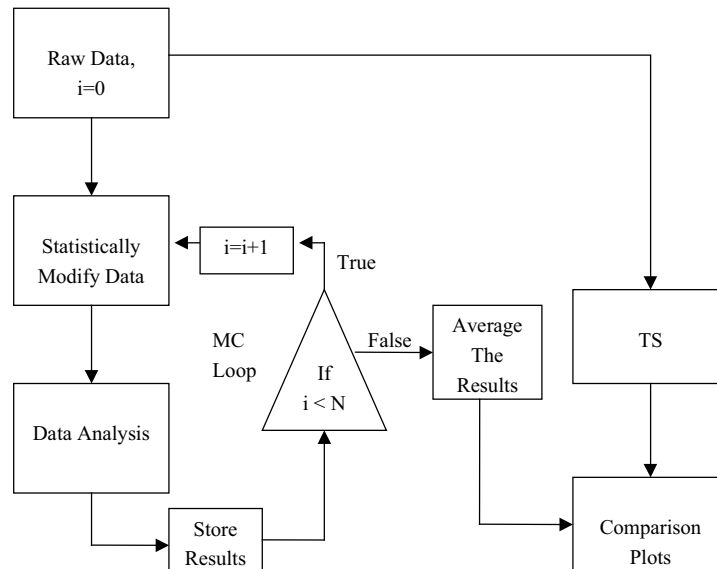 Raw Data,
i=0
Statistically
Modify Data
i=i+1
True
MC
Loop
If
i < N
False
Average
The
Results
TS
Data Analysis
Store
Results
Comparison
Plots